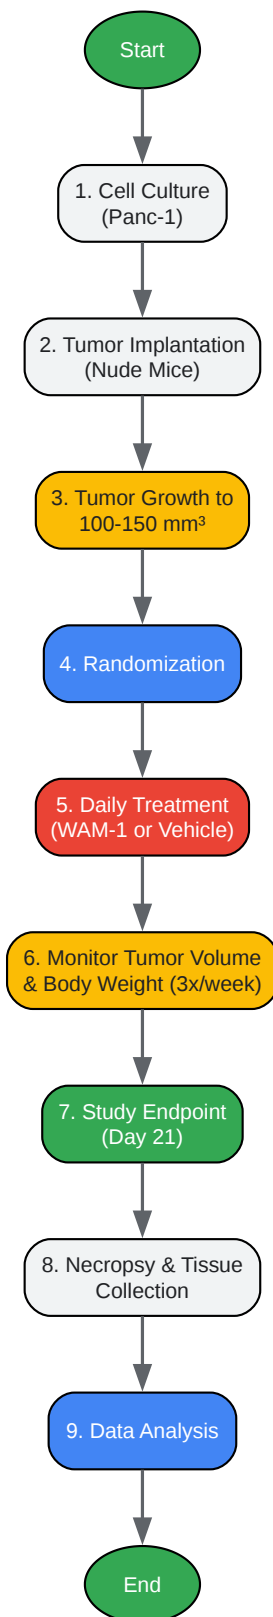 Start
1. Cell Culture
(Panc-1)
2. Tumor Implantation
(Nude Mice)
3. Tumor Growth to
100-150 mm³
4. Randomization
5. Daily Treatment
(WAM-1 or Vehicle)
6. Monitor Tumor Volume
& Body Weight (3x/week)
7. Study Endpoint
(Day 21)
8. Necropsy & Tissue
Collection
9. Data Analysis
End